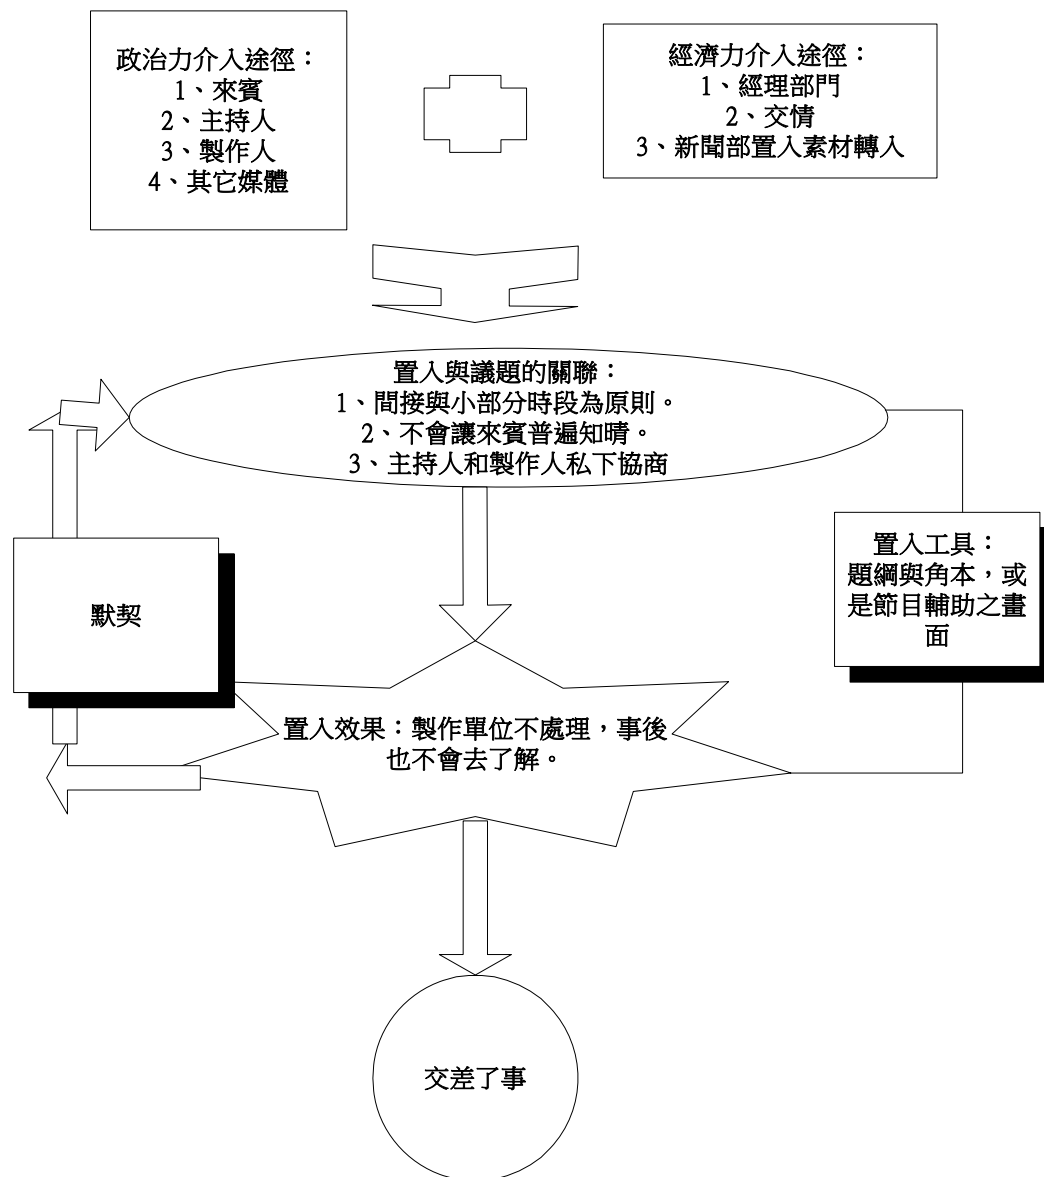 政治力介入途徑：
1、來賓
2、主持人
3、製作人
4、其它媒體
經濟力介入途徑：
1、經理部門
2、交情
3、新聞部置入素材轉入
置入與議題的關聯：
1、間接與小部分時段為原則。
2、不會讓來賓普遍知晴。
3、主持人和製作人私下協商
置入工具：
題綱與角本，或
是節目輔助之畫
面
默契
置入效果：製作單位不處理，事後
也不會去了解。
交差了事